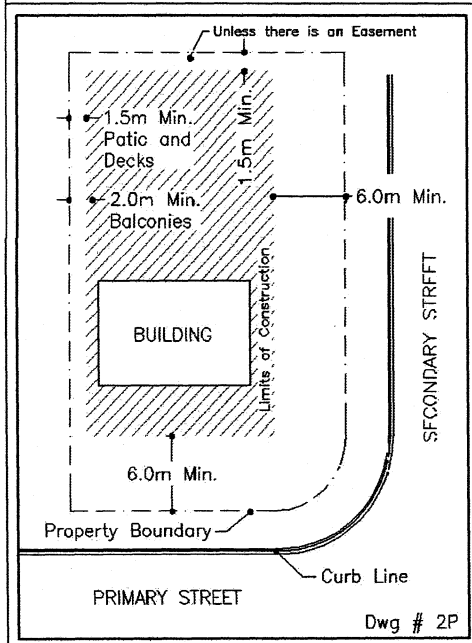 Unless there is an Easement
1.5m Min.
Patio and
Decks
1.5m Min.
2.0m Min.
Balconies
6.0m Min.
Limits of Construction
BUILDING
SECONDARY STREET
6.0m Min.
Property Boundary
Curb Line
PRIMARY STREET
Dwg # 2P